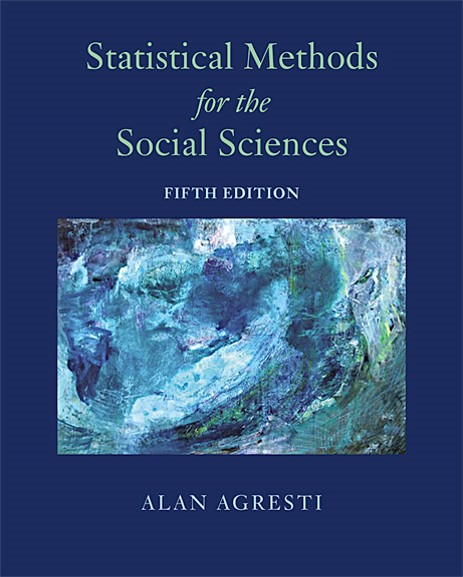 Statistical Methods
for the
Social Sciences
FIFTH EDITION
ALAN AGRESTI